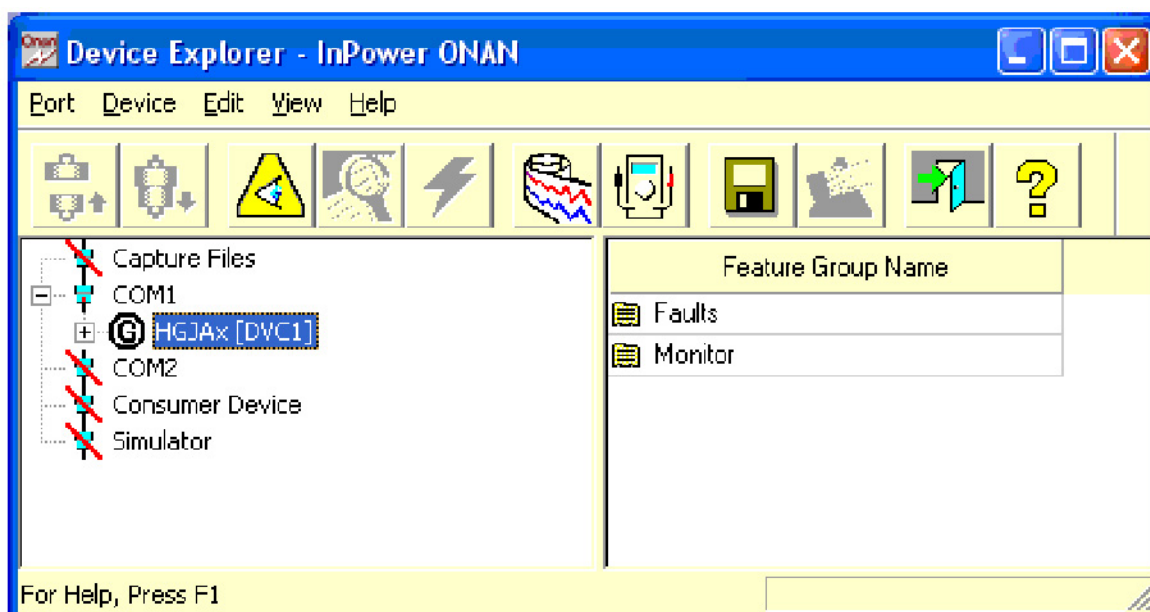 Onan
Device Explorer - InPower ONAN
Port Device Edit View Help
Capture Files
COM1
G HGJAx [DVC1]
COM2
Consumer Device
Simulator
Feature Group Name
Faults
Monitor
For Help, Press F1